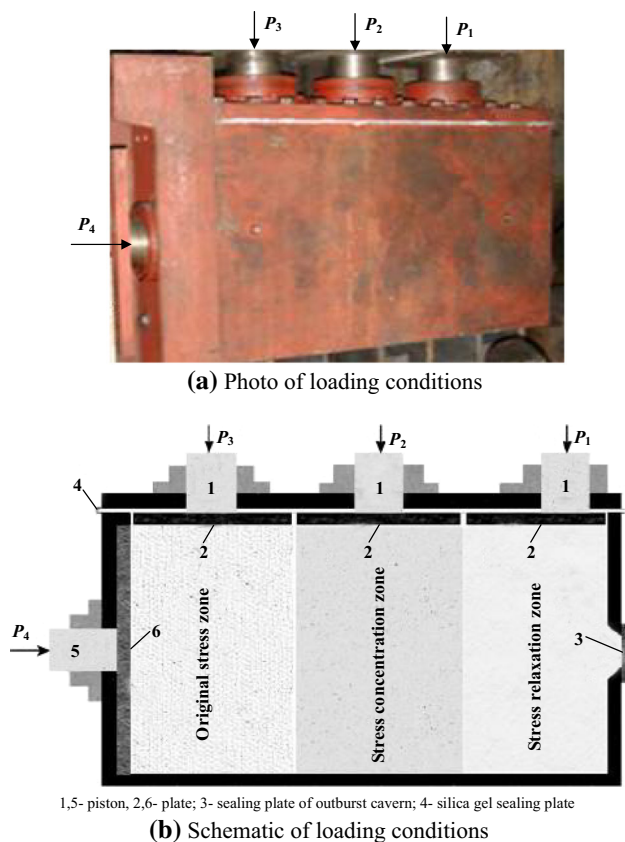 P3 P2 P1
P4
(a) Photo of loading conditions
P3 P2 P1
4
1 1 1
2 2 2
Original stress zone
Stress concentration zone
Stress relaxation zone
P4
5
6
3
1,5- piston, 2,6- plate; 3- sealing plate of outburst cavern; 4- silica gel sealing plate
(b) Schematic of loading conditions